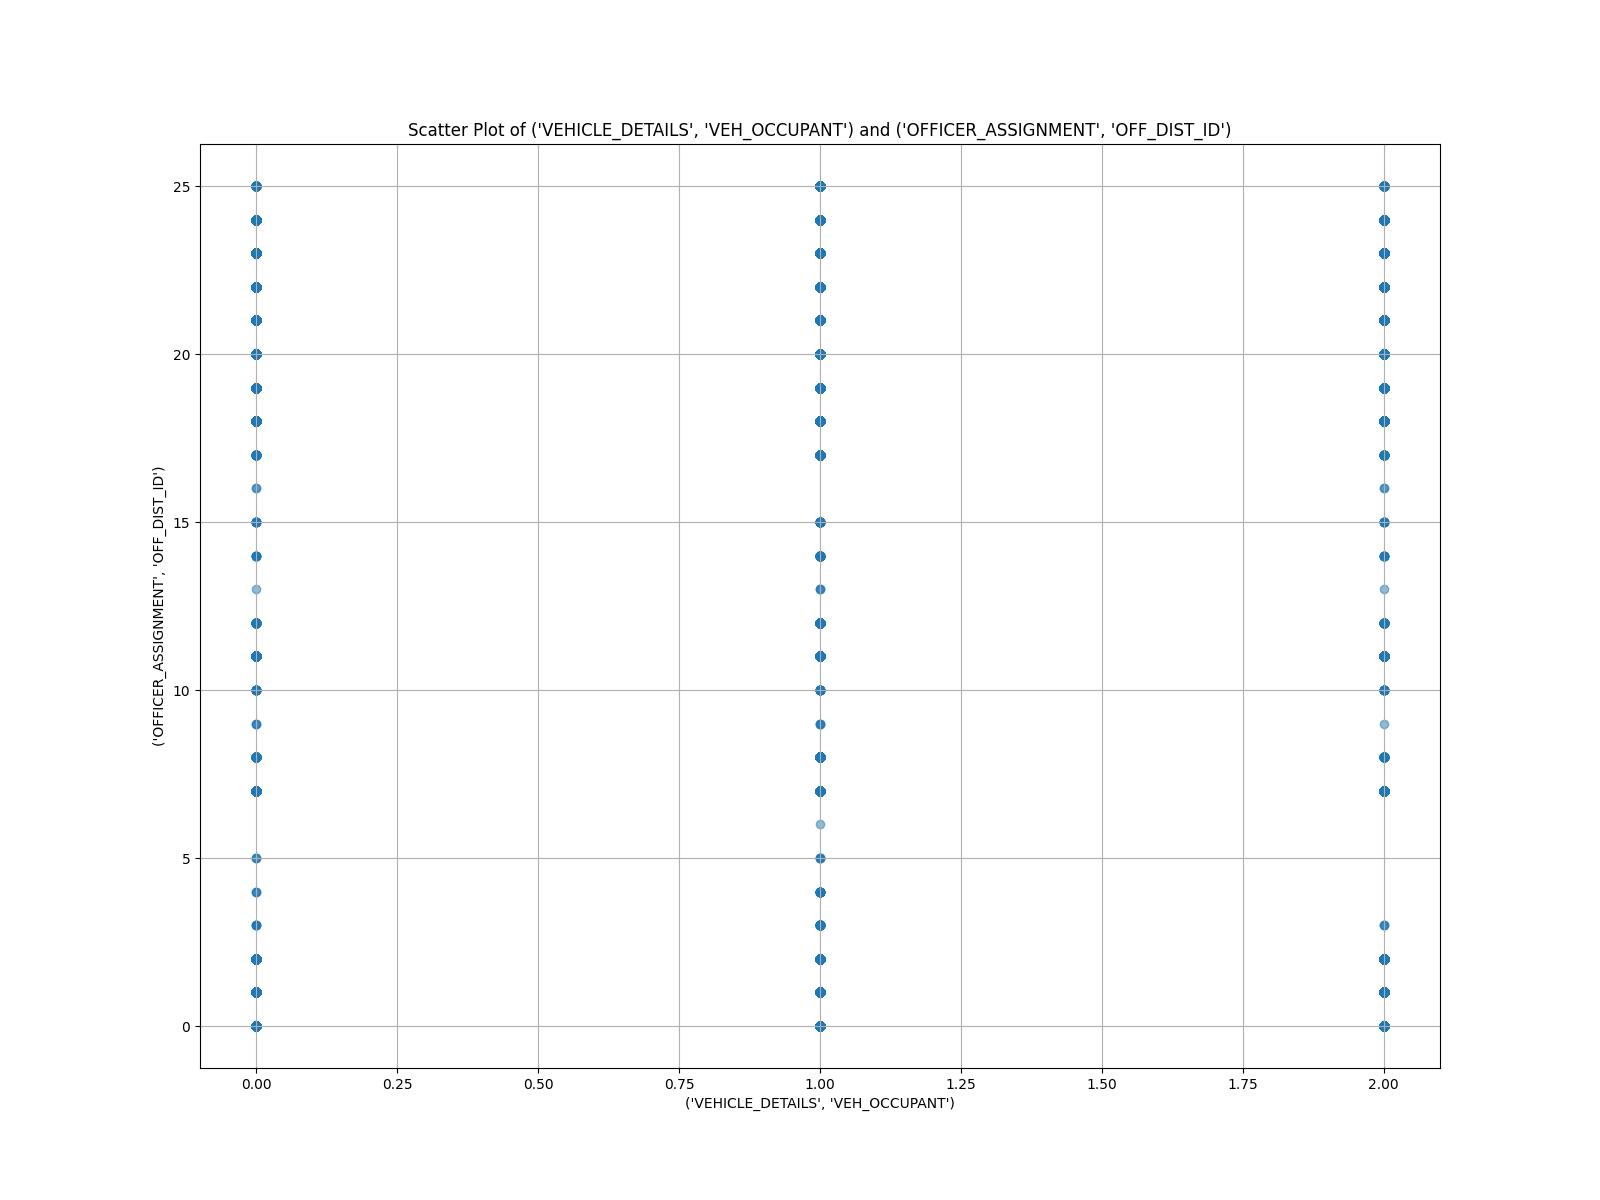 Scatter Plot of ('VEHICLE_DETAILS', 'VEH_OCCUPANT') and ('OFFICER_ASSIGNMENT', 'OFF_DIST_ID')
25
20
15
10
5
0
('OFFICER_ASSIGNMENT', 'OFF_DIST_ID')
0.00 0.25 0.50 0.75 1.00 1.25 1.50 1.75 2.00
('VEHICLE_DETAILS', 'VEH_OCCUPANT')